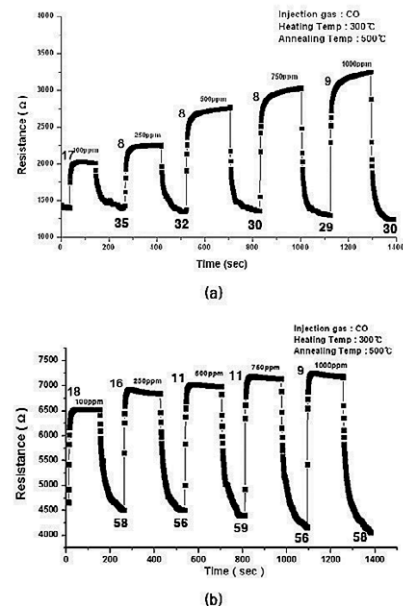 Injection gas : CO
Heating Temp : 300℃
Annealing Temp : 500℃
Resistance ( Ω )
3500
3000
2500
2000
1500
1000
17 100ppm
8 250ppm
8 500ppm
8 750ppm
9 1000ppm
35 32 30 29 30
0 200 400 600 800 1000 1200 1400
Time (sec)
(a)
Injection gas : CO
Heating Temp : 300℃
Annealing Temp : 500℃
Resistance ( Ω )
7500
7000
6500
6000
5500
5000
4500
4000
18 100ppm
16 250ppm
11 500ppm
11 750ppm
9 1000ppm
58 56 59 56 58
0 200 400 600 800 1000 1200 1400
Time ( sec )
(b)